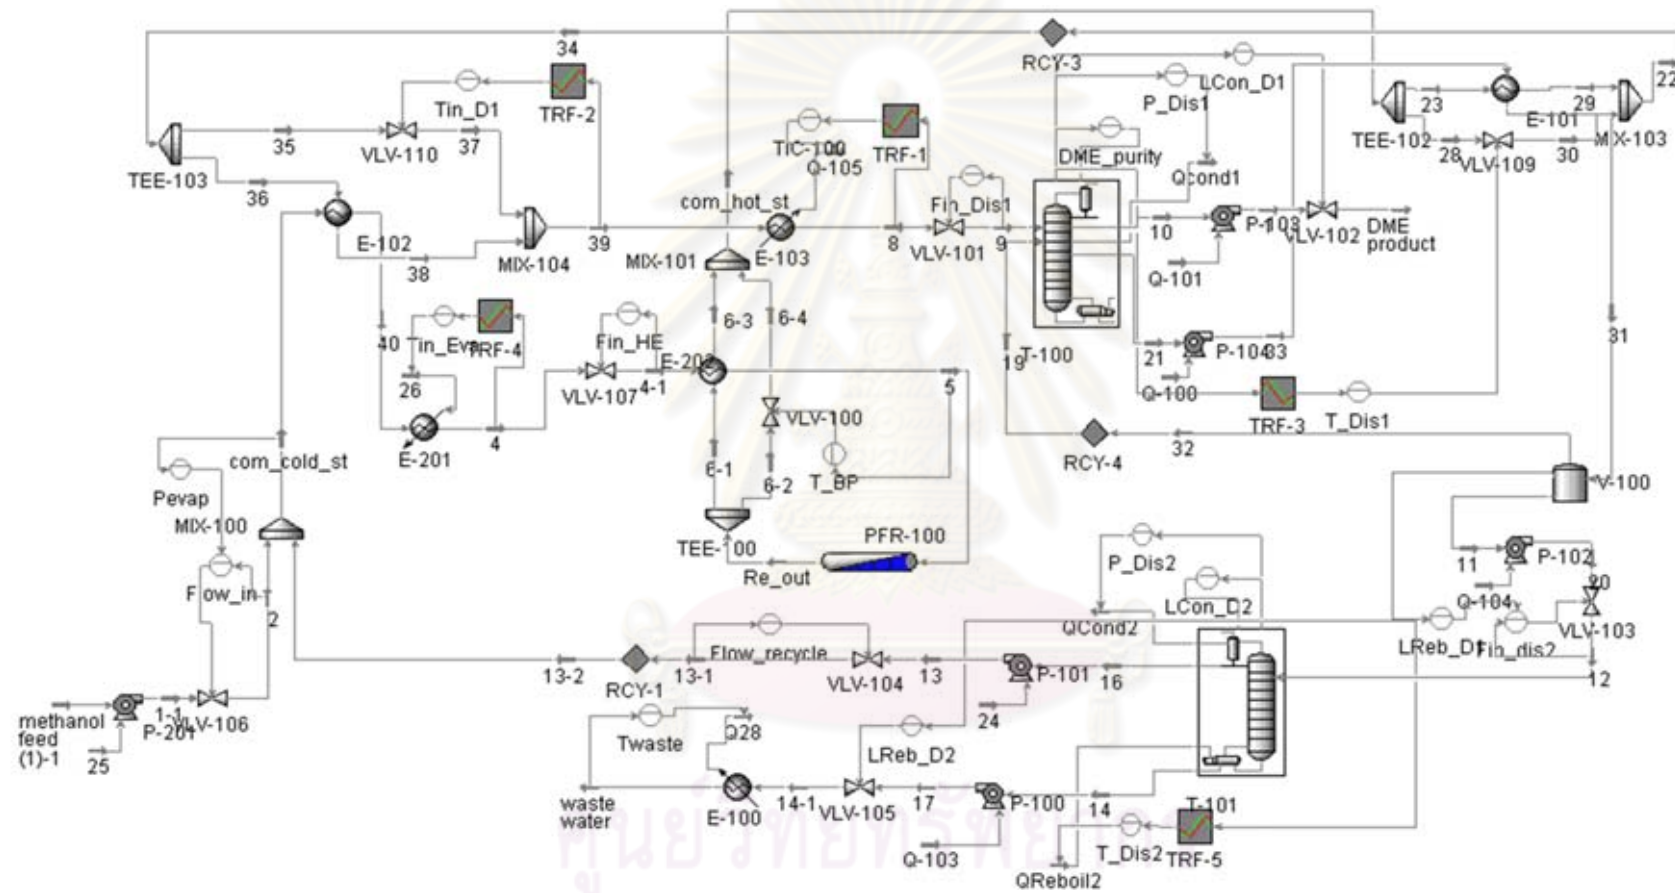 34
RCY-3
LCon_D1
22
Tin_D1
TRF-2
P_Dis1
23
29
E-101
TEE-102
MIX-103
28
VLV-109
30
35
VLV-110
37
TIC-100
Q-105
TRF-1
DME_purity
Qcond1
TEE-103
36
com_hot_st
Fin_Dis1
E-102
39
8
VLV-101
9
10
P-103
VLV-102
DME
product
38
MIX-104
MIX-101
E-103
Q-101
6-3
6-4
31
40
Tin_Eva
TRF-4
Fin_HE
E-202
19
T-100
21
P-104
33
26
VLV-107
4-1
5
Q-100
VLV-100
TRF-3
T_Dis1
E-201
4
com_cold_st
6-1
6-2
T_BP
RCY-4
32
V-100
Pevap
MIX-100
TEE-100
PFR-100
Re_out
P_Dis2
11
P-102
Flow_in
2
LCon_D2
Q-104
20
QCond2
LReb_D1
Fin_dis2
VLV-103
Flow_recycle
13-2
RCY-1
13-1
VLV-104
13
P-101
16
12
methanol
feed
(1)-1
1-1
P-201
VLV-106
25
24
Twaste
Q28
LReb_D2
waste
water
E-100
14-1
VLV-105
17
P-100
14
T-101
Q-103
T_Dis2
TRF-5
QReboil2